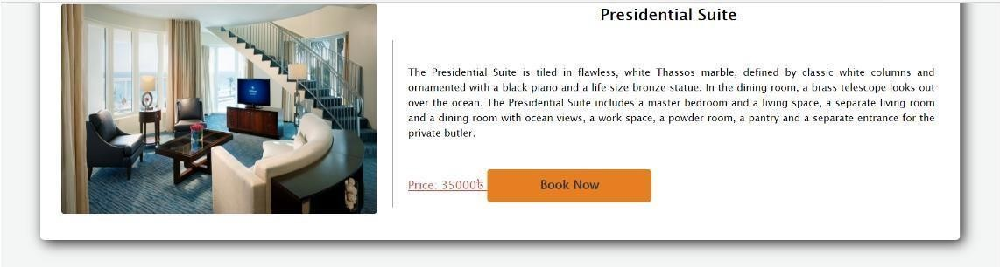 Presidential Suite
The Presidential Suite is tiled in flawless, white Thassos marble, defined by classic white columns and
ornamented with a black piano and a life size bronze statue. In the dining room, a brass telescope looks out
over the ocean. The Presidential Suite includes a master bedroom and a living space, a separate living room
and a dining room with ocean views, a work space, a powder room, a pantry and a separate entrance for the
private butler.
Price: 35000৳ Book Now